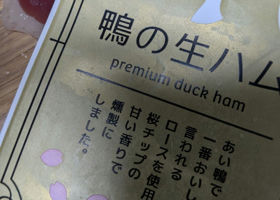 鴨の生ハム
premium duck ham
あい鴨で
一番おいし
言われる
ロースを
桜チップの
甘い香りで
燻製に
しました。